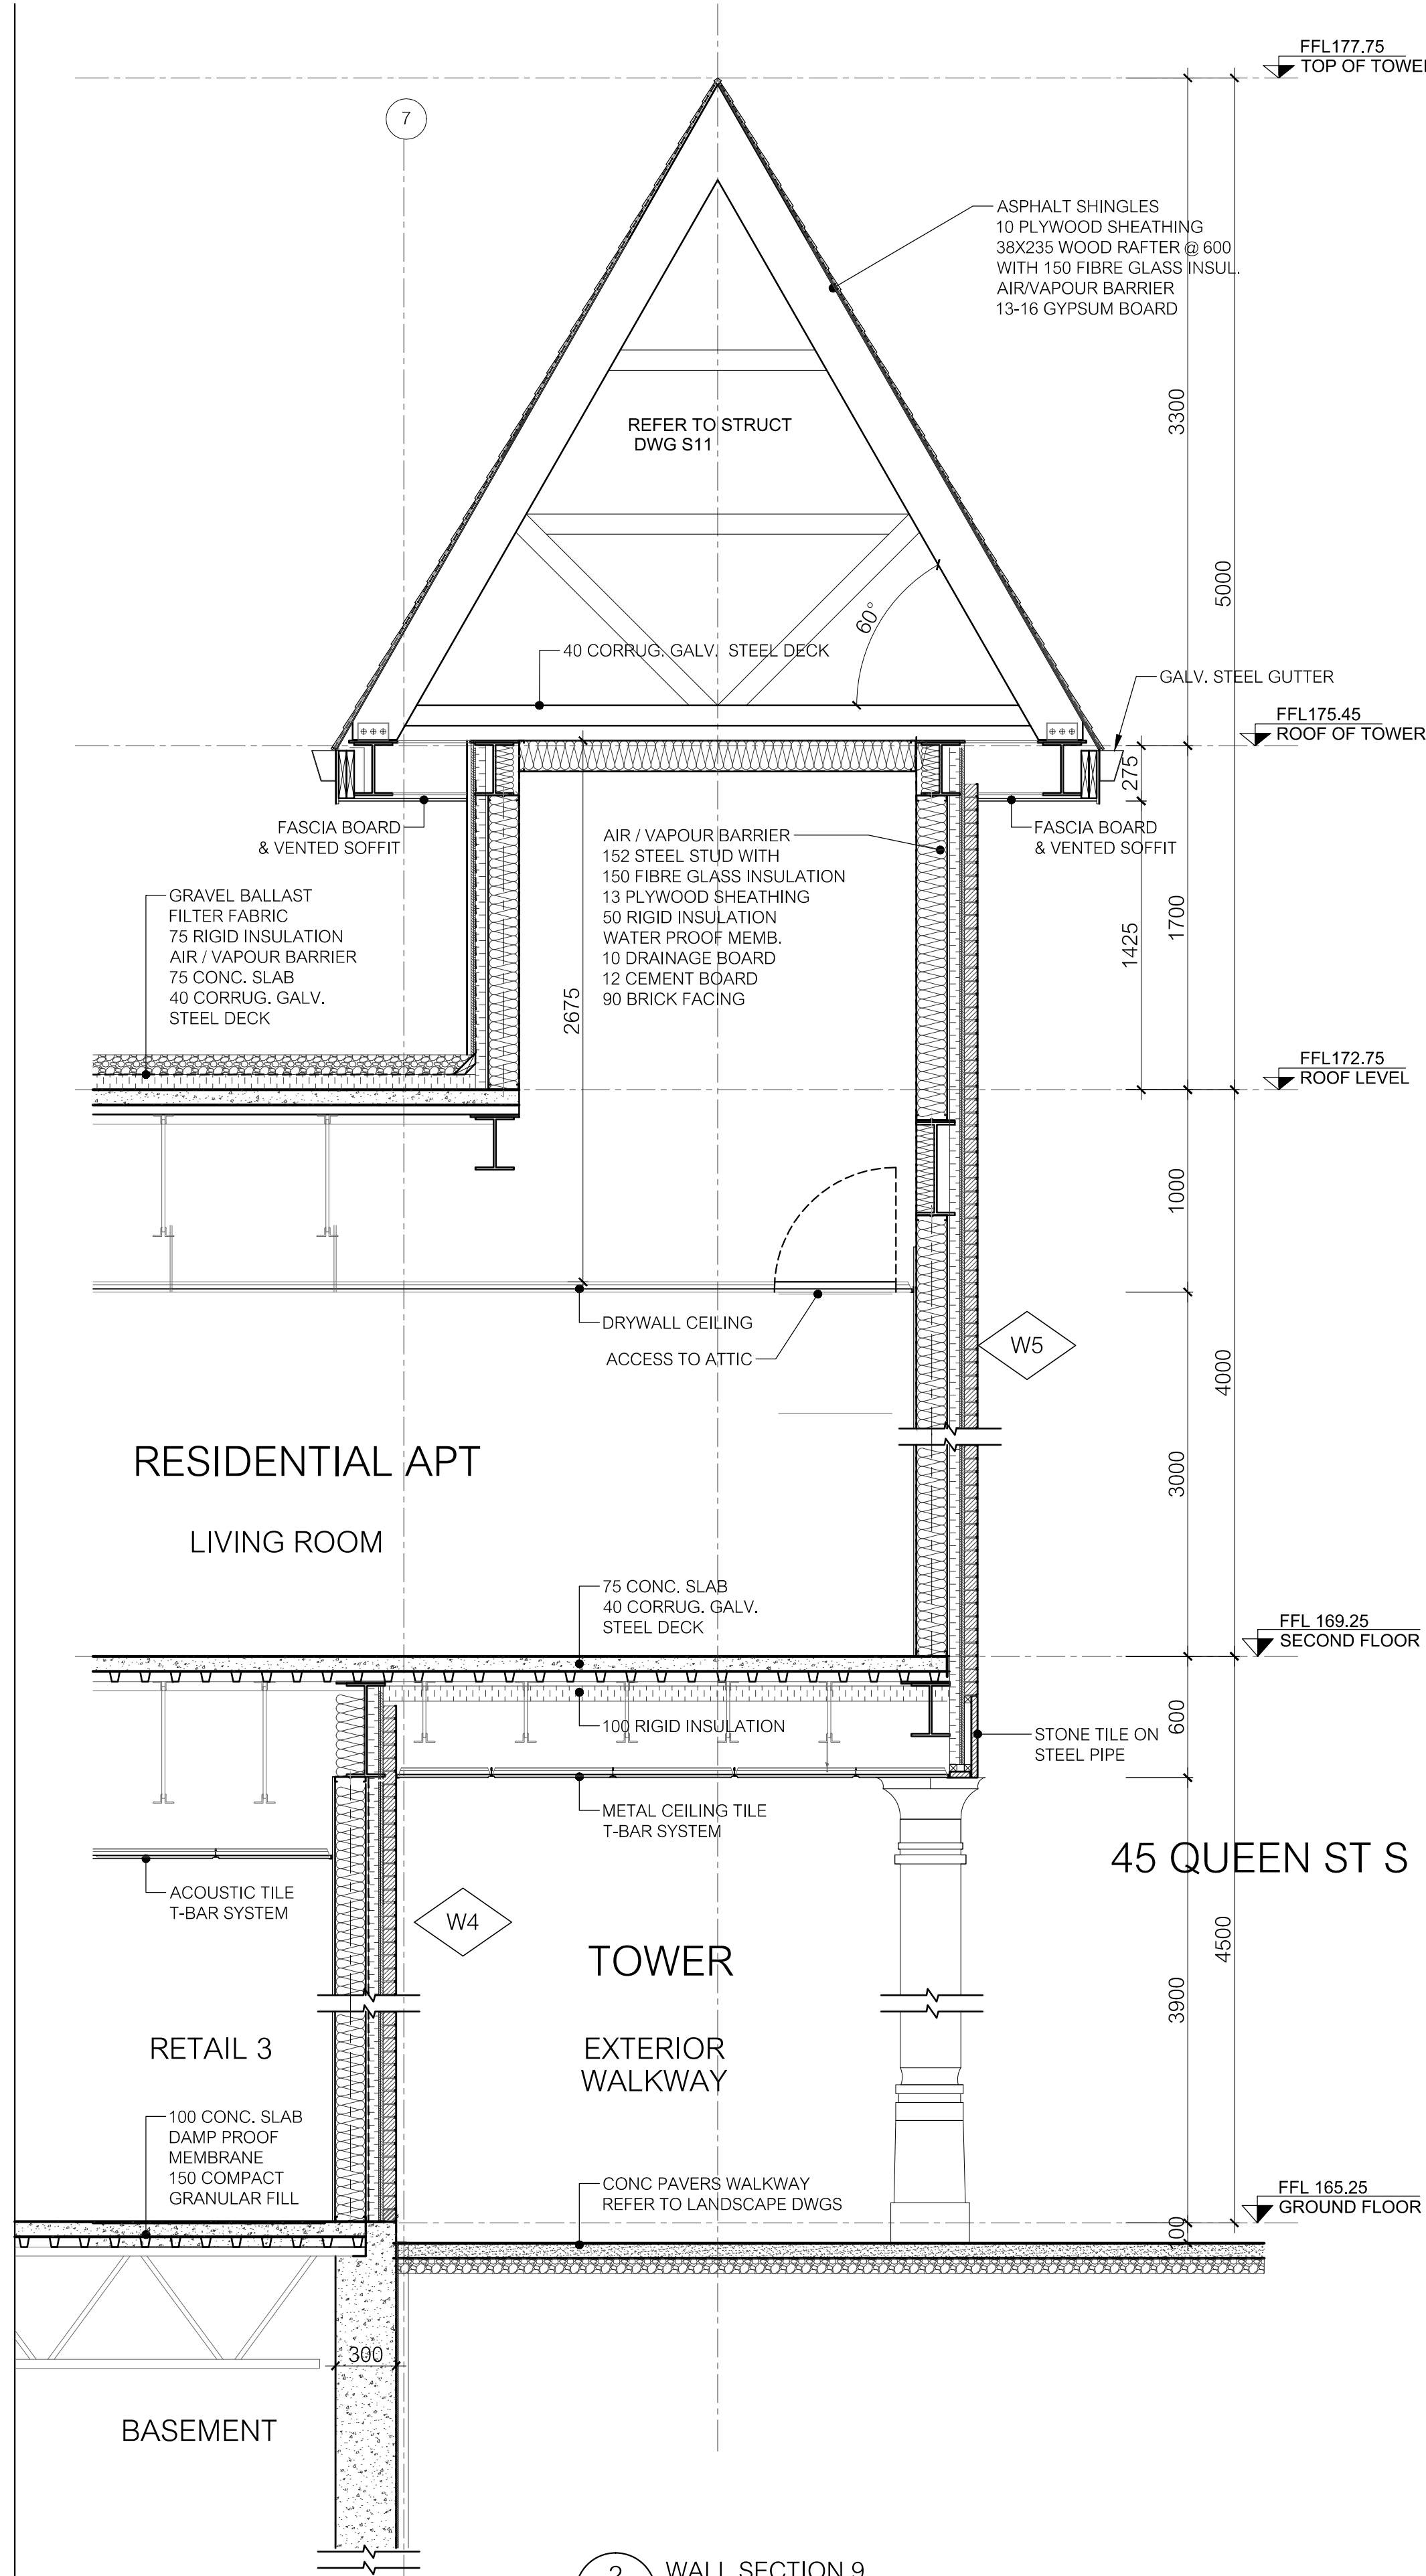 FFL177.75
TOP OF TOWER
7
ASPHALT SHINGLES
10 PLYWOOD SHEATHING
38X235 WOOD RAFTER @ 600
WITH 150 FIBRE GLASS INSUL.
AIR/VAPOUR BARRIER
13-16 GYPSUM BOARD
3300
REFER TO STRUCT
DWG S11
5000
60°
40 CORRUG. GALV. STEEL DECK
GALV. STEEL GUTTER
FFL175.45
ROOF OF TOWER
275
FASCIA BOARD
& VENTED SOFFIT
AIR / VAPOUR BARRIER
152 STEEL STUD WITH
150 FIBRE GLASS INSULATION
13 PLYWOOD SHEATHING
50 RIGID INSULATION
WATER PROOF MEMB.
10 DRAINAGE BOARD
12 CEMENT BOARD
90 BRICK FACING
FASCIA BOARD
& VENTED SOFFIT
GRAVEL BALLAST
FILTER FABRIC
75 RIGID INSULATION
AIR / VAPOUR BARRIER
75 CONC. SLAB
40 CORRUG. GALV.
STEEL DECK
1700
1425
2675
FFL172.75
ROOF LEVEL
1000
DRYWALL CEILING
ACCESS TO ATTIC
W5
4000
RESIDENTIAL APT
3000
LIVING ROOM
75 CONC. SLAB
40 CORRUG. GALV.
STEEL DECK
FFL 169.25
SECOND FLOOR
100 RIGID INSULATION
600
STONE TILE ON
STEEL PIPE
METAL CEILING TILE
T-BAR SYSTEM
45 QUEEN ST S
ACOUSTIC TILE
T-BAR SYSTEM
W4
4500
TOWER
3900
RETAIL 3
EXTERIOR
WALKWAY
100 CONC. SLAB
DAMP PROOF
MEMBRANE
150 COMPACT
GRANULAR FILL
CONC PAVERS WALKWAY
REFER TO LANDSCAPE DWGS
FFL 165.25
GROUND FLOOR
100
300
BASEMENT
2
WALL SECTION 9